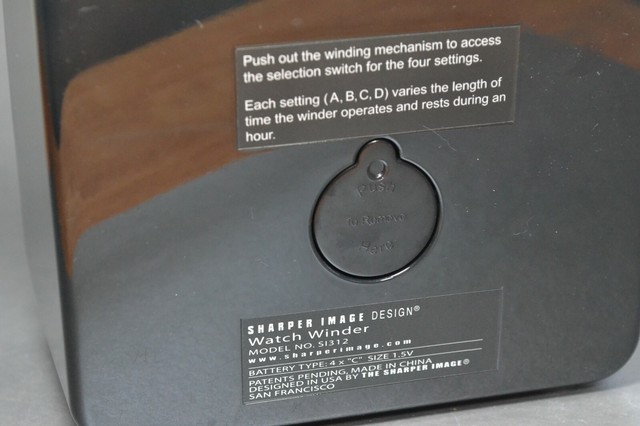 Push out the winding mechanism to access
the selection switch for the four settings.
Each setting (A, B, C, D) varies the length of
time the winder operates and rests during an
hour.
PUSH
To Remove
SHARPER IMAGE DESIGN®
Watch Winder
MODEL NO. SI312
www.sharperimage.com
BATTERY TYPE: 4 x "C" SIZE 1.5V
PATENTS PENDING. MADE IN CHINA
DESIGNED IN USA BY THE SHARPER IMAGE®
SAN FRANCISCO